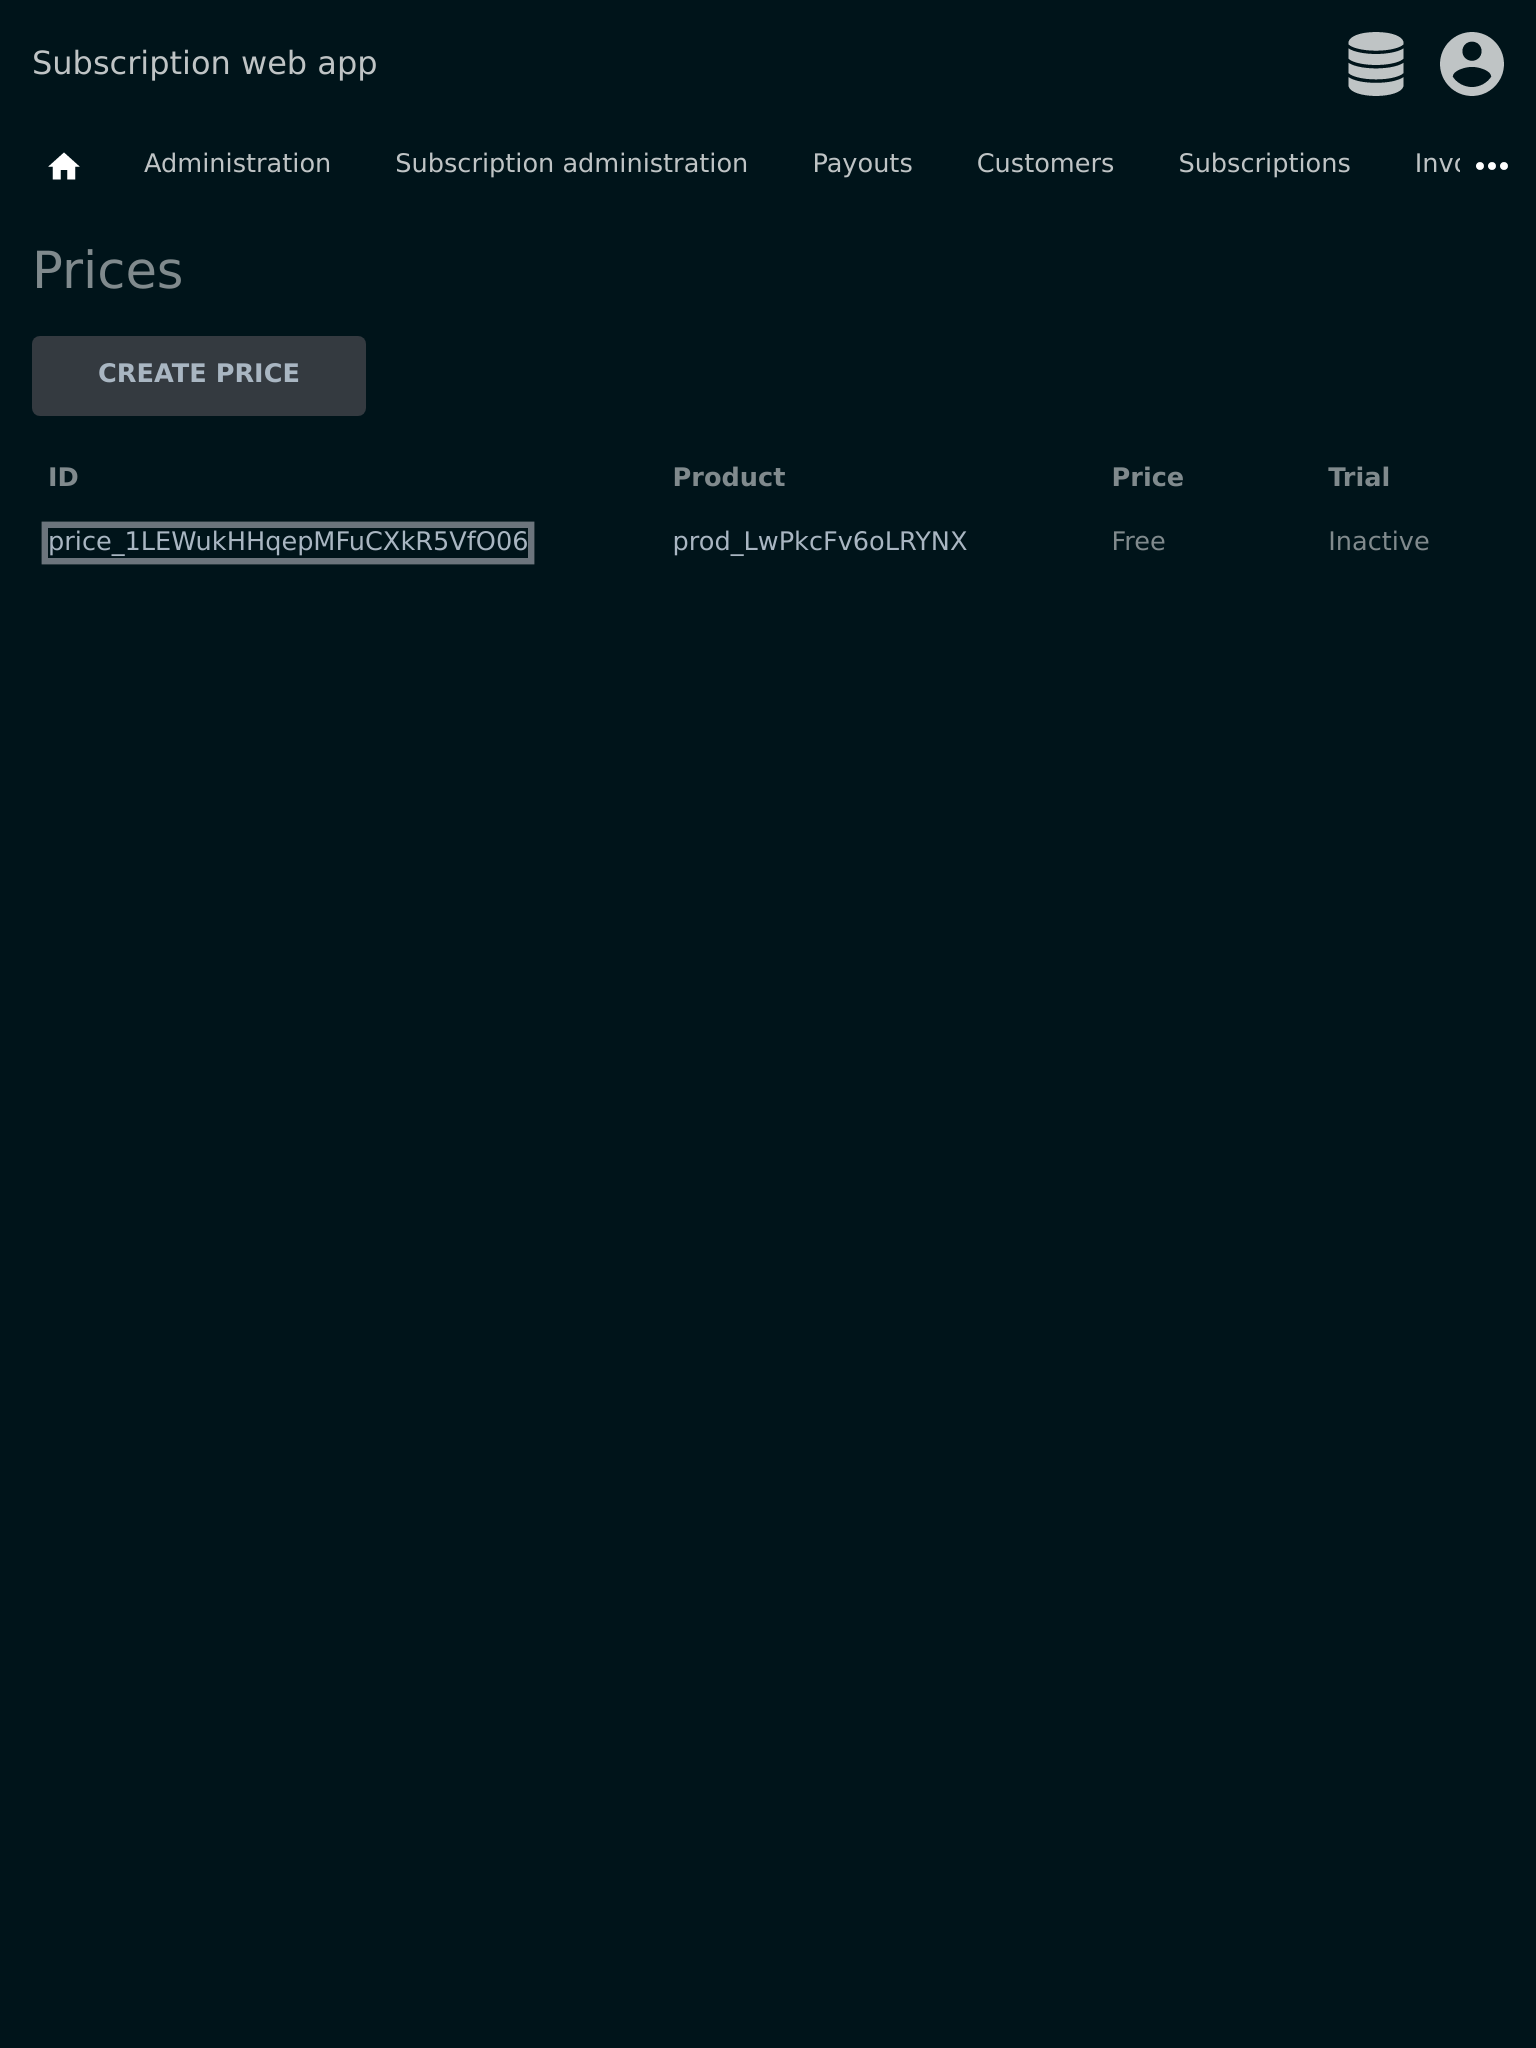 Subscription web app
Administration Subscription administration Payouts Customers Subscriptions
Prices
CREATE PRICE
ID Product Price Trial
price_1LEWukHHqepMFuCXkR5VfO06 prod_LwPkcFv6oLRYNX Free Inactive